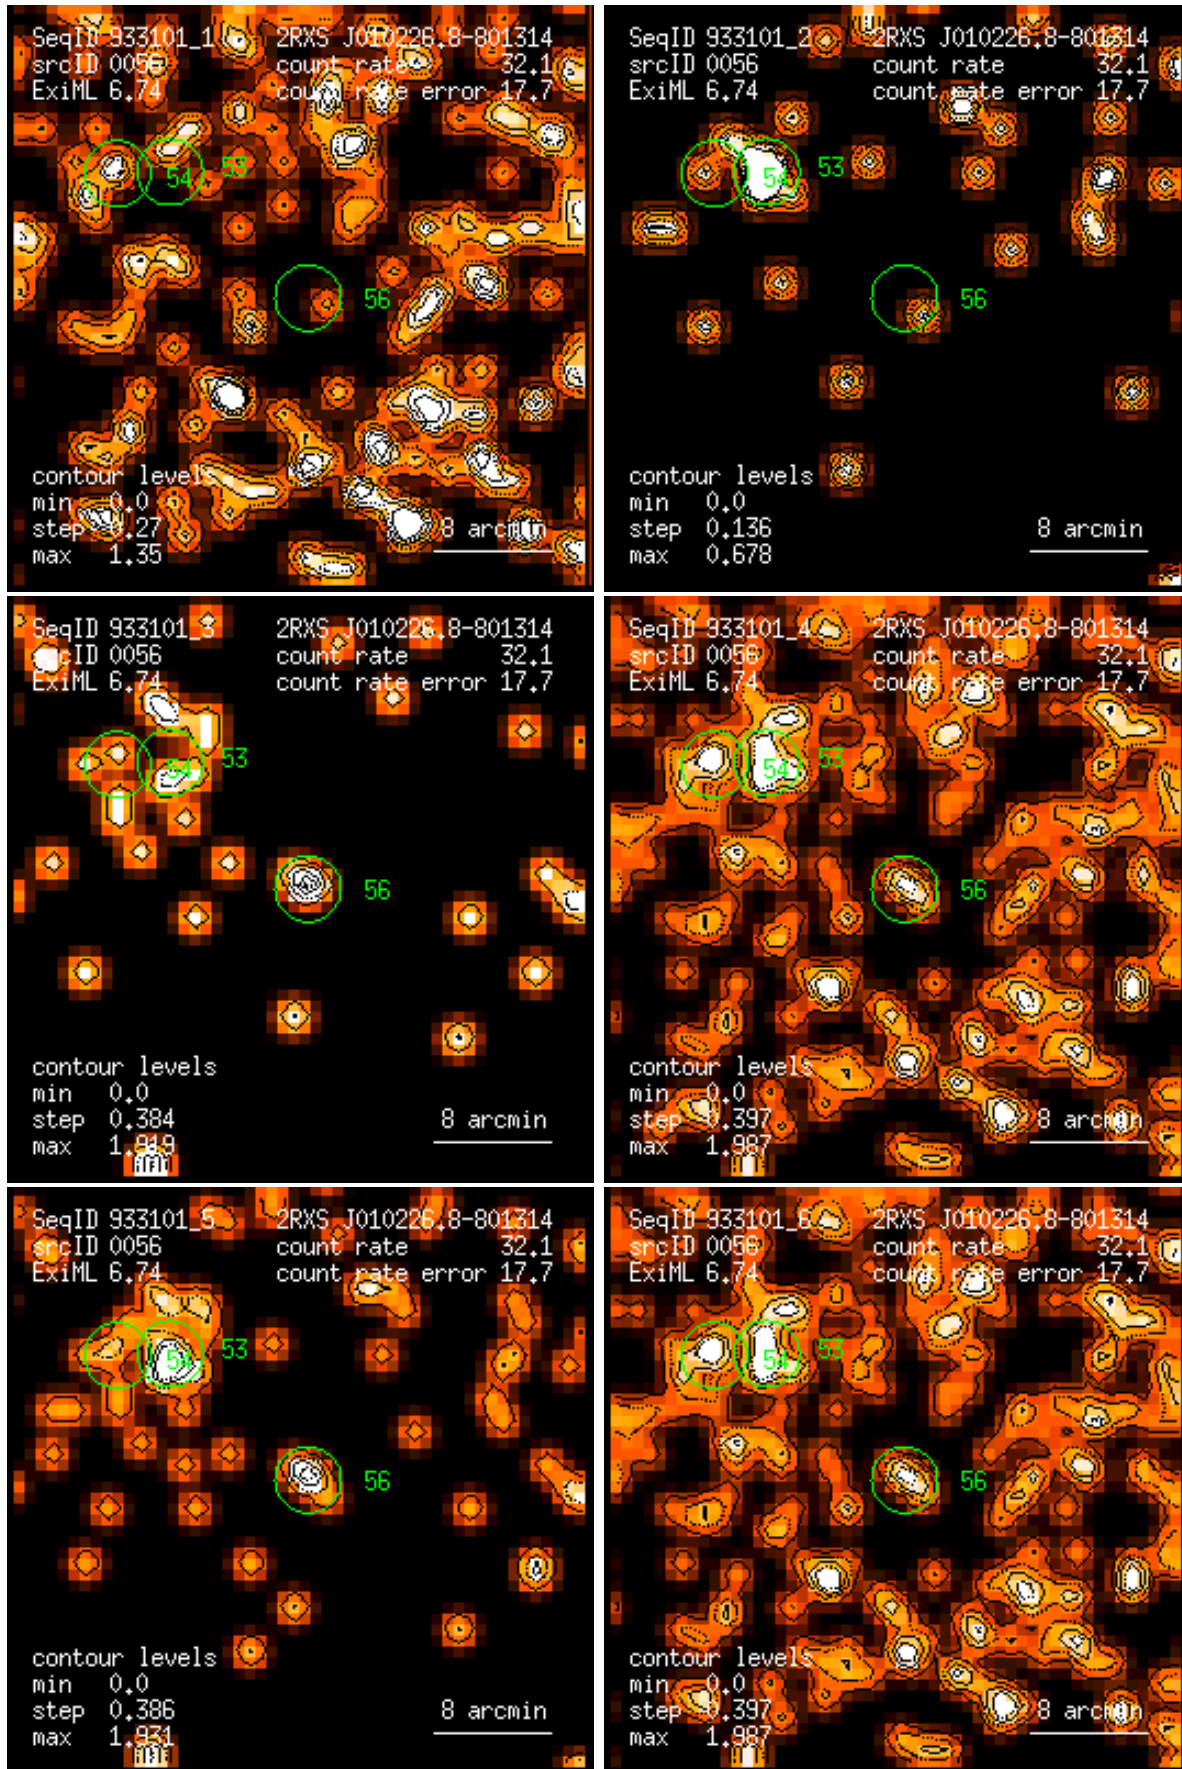 SeqID 933101_1 2RXS J010226.8-801314
srcID 0056 count rate 32.1
ExiML 6.74 count rate error 17.7
53
54
56
contour levels
min 0.0
step 0.27 8 arcmin
max 1.35
SeqID 933101_2 2RXS J010226.8-801314
srcID 0056 count rate 32.1
ExiML 6.74 count rate error 17.7
53
54
56
contour levels
min 0.0
step 0.136 8 arcmin
max 0.678
SeqID 933101_3 2RXS J010226.8-801314
srcID 0056 count rate 32.1
ExiML 6.74 count rate error 17.7
53
54
56
contour levels
min 0.0
step 0.384 8 arcmin
max 1.919
SeqID 933101_4 2RXS J010226.8-801314
srcID 0056 count rate 32.1
ExiML 6.74 count rate error 17.7
53
54
56
contour levels
min 0.0
step 0.397 8 arcmin
max 1.987
SeqID 933101_5 2RXS J010226.8-801314
srcID 0056 count rate 32.1
ExiML 6.74 count rate error 17.7
53
54
56
contour levels
min 0.0
step 0.386 8 arcmin
max 1.931
SeqID 933101_6 2RXS J010226.8-801314
srcID 0056 count rate 32.1
ExiML 6.74 count rate error 17.7
53
54
56
contour levels
min 0.0
step 0.397 8 arcmin
max 1.987